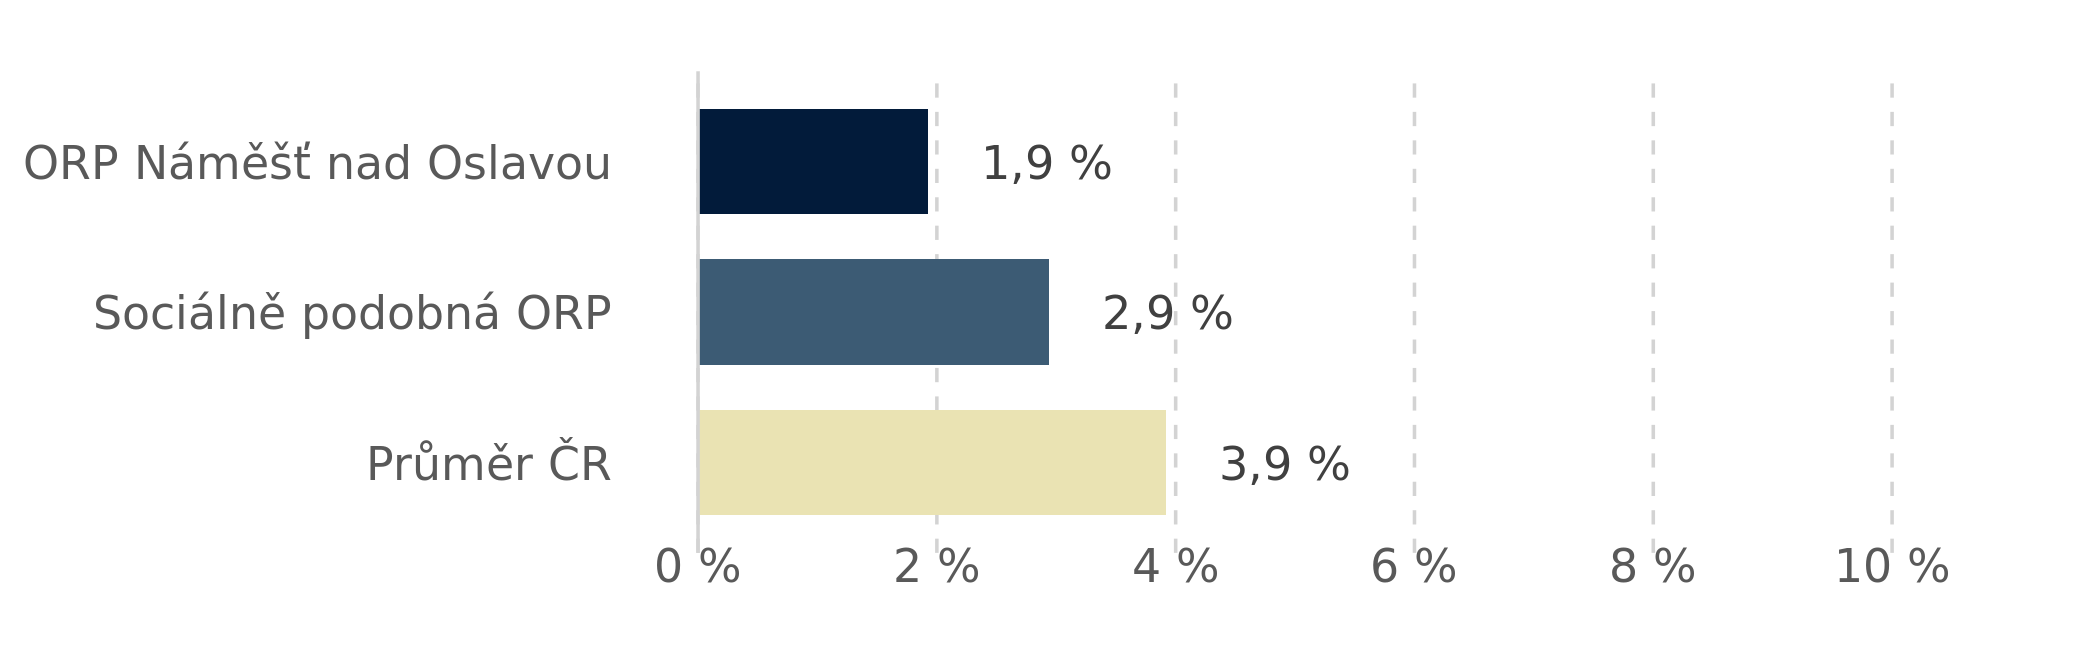 ORP Náměšť nad Oslavou 1,9 %
Sociálně podobná ORP 2,9 %
Průměr ČR 3,9 %
0 % 2 % 4 % 6 % 8 % 10 %